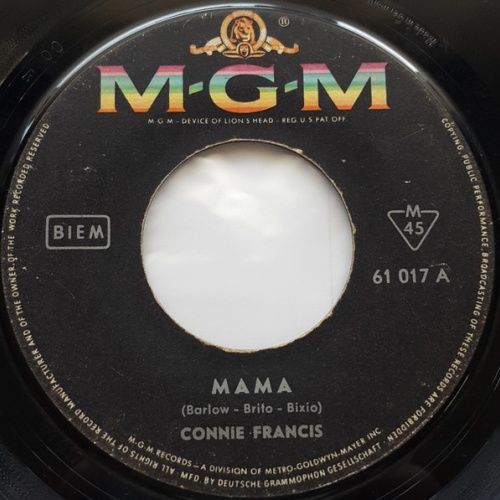 ®
M-G-M
M G M - DEVICE OF LION'S HEAD - REG. U S PAT. OFF.
BIEM
M
45
61 017 A
MAMA
(Barlow - Brito - Bixio)
CONNIE FRANCIS
M-G-M RECORDS - A DIVISION OF METRO-GOLDWYN-MAYER INC.
MFD. BY DEUTSCHE GRAMMOPHON GESELLSCHAFT.
ALL RIGHTS OF THE RECORD MANUFACTURER AND OF THE OWNER OF THE WORK RECORDED RESERVED
COPYING, PUBLIC PERFORMANCE, BROADCASTING OF THIS RECORD ARE FORBIDDEN